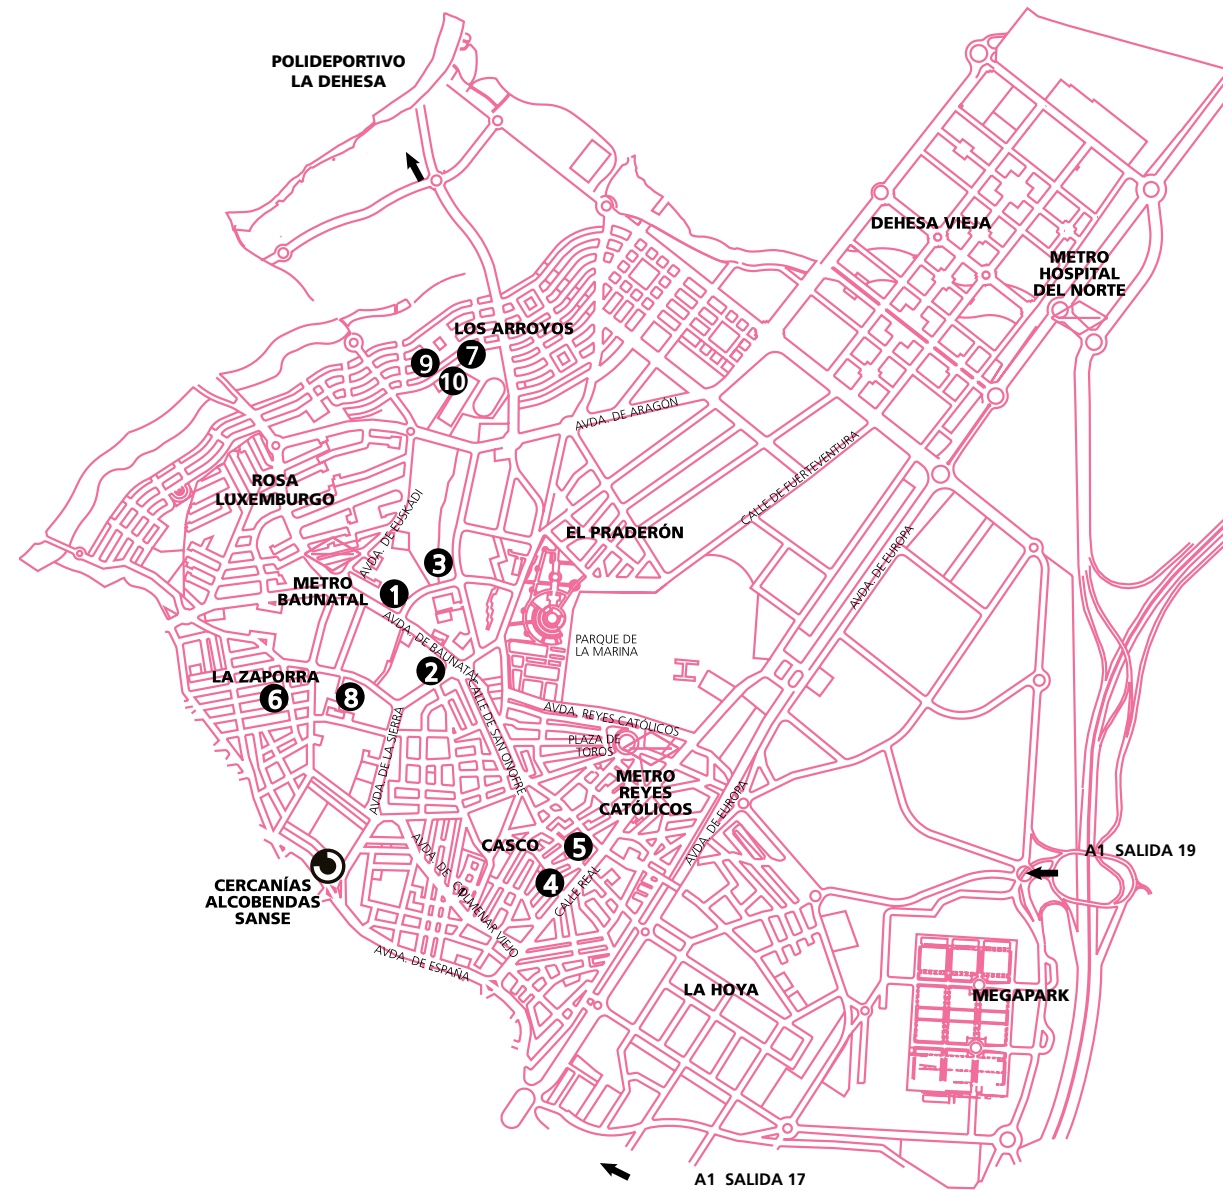 POLIDEPORTIVO
LA DEHESA
DEHESA VIEJA
METRO
HOSPITAL
DEL NORTE
LOS ARROYOS
9
7
10
AVDA. DE ARAGÓN
CALLE DE FUERTEVENTURA
ROSA
LUXEMBURGO
AVDA. DE EUSKADI
EL PRADERÓN
AVDA. DE EUROPA
3
METRO
BAUNATAL
1
AVDA. DE BAUNATAL
PARQUE DE
LA MARINA
2
LA ZAPORRA
6
8
CALLE DE SAN ONOFRE
AVDA. REYES CATÓLICOS
PLAZA DE
TOROS
AVDA. DE LA SIERRA
METRO
REYES
CATÓLICOS
AVDA. DE EUROPA
CASCO
5
4
CALLE REAL
AVDA. DE COLMENAR VIEJO
A1 SALIDA 19
CERCANÍAS
ALCOBENDAS
SANSE
AVDA. DE ESPAÑA
LA HOYA
MEGAPARK
A1 SALIDA 17